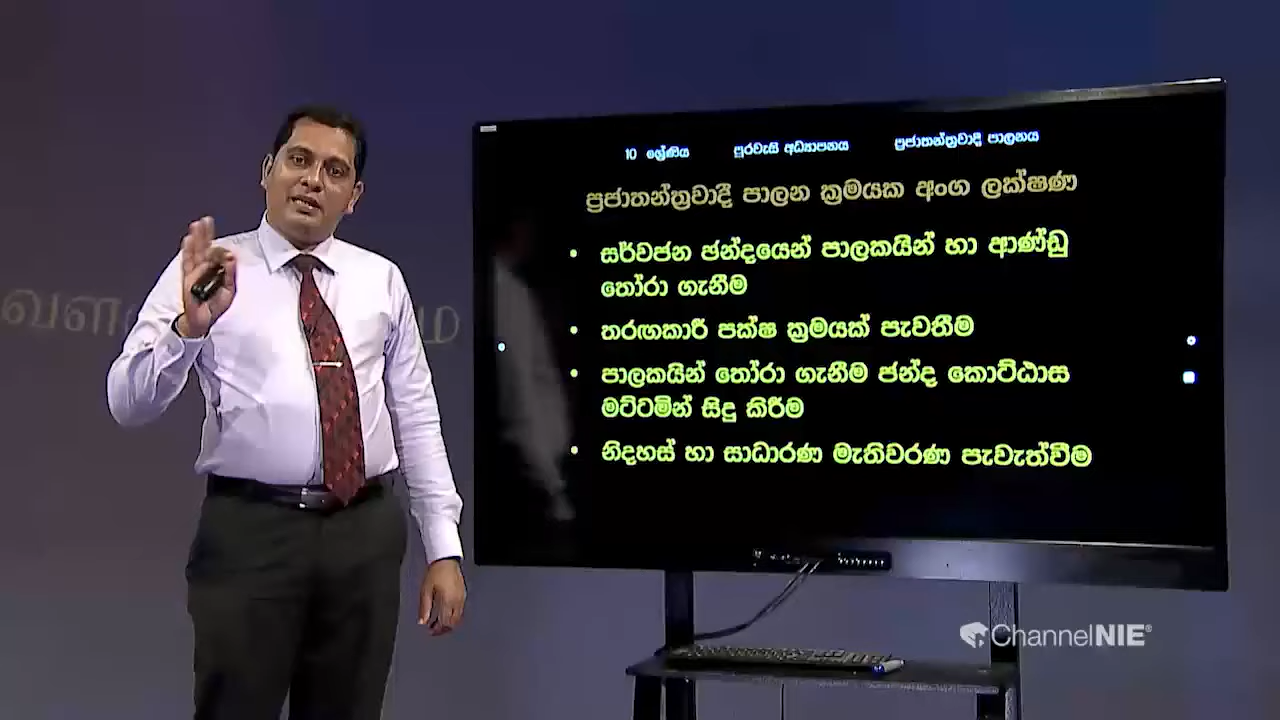 10 ශ්‍රේණිය පුරවැසි අධ්‍යාපනය ප්‍රජාතන්ත්‍රවාදී පාලනය
ප්‍රජාතන්ත්‍රවාදී පාලන ක්‍රමයක අංග ලක්ෂණ
• සර්වජන ඡන්දයෙන් පාලකයින් හා ආණ්ඩු
තෝරා ගැනීම
• තරඟකාරී පක්ෂ ක්‍රමයක් පැවතීම
• පාලකයින් තෝරා ගැනීම ඡන්ද කොට්ඨාස
මට්ටමින් සිදු කිරීම
• නිදහස් හා සාධාරණ මැතිවරණ පැවැත්වීම
ChannelNIE®